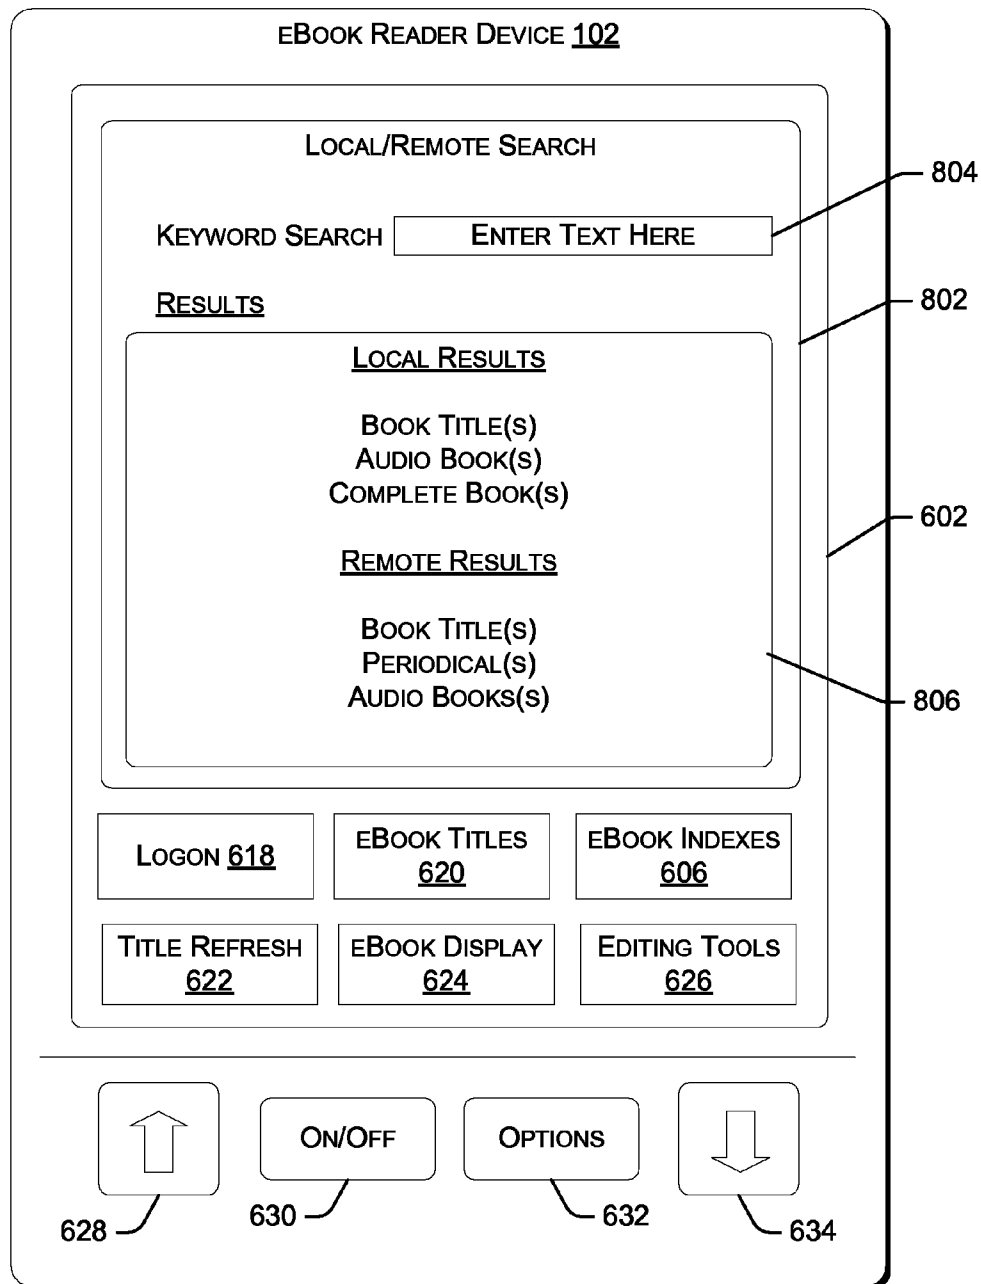 eBook Reader Device 102
Local/Remote Search
804
Keyword Search Enter Text Here
802
Results
Local Results
Book Title(s)
Audio Book(s)
Complete Book(s)
602
Remote Results
Book Title(s)
Periodical(s)
Audio Books(s)
806
Logon 618
eBook Titles
620
eBook Indexes
606
Title Refresh
622
eBook Display
624
Editing Tools
626
On/Off
Options
628
630
632
634